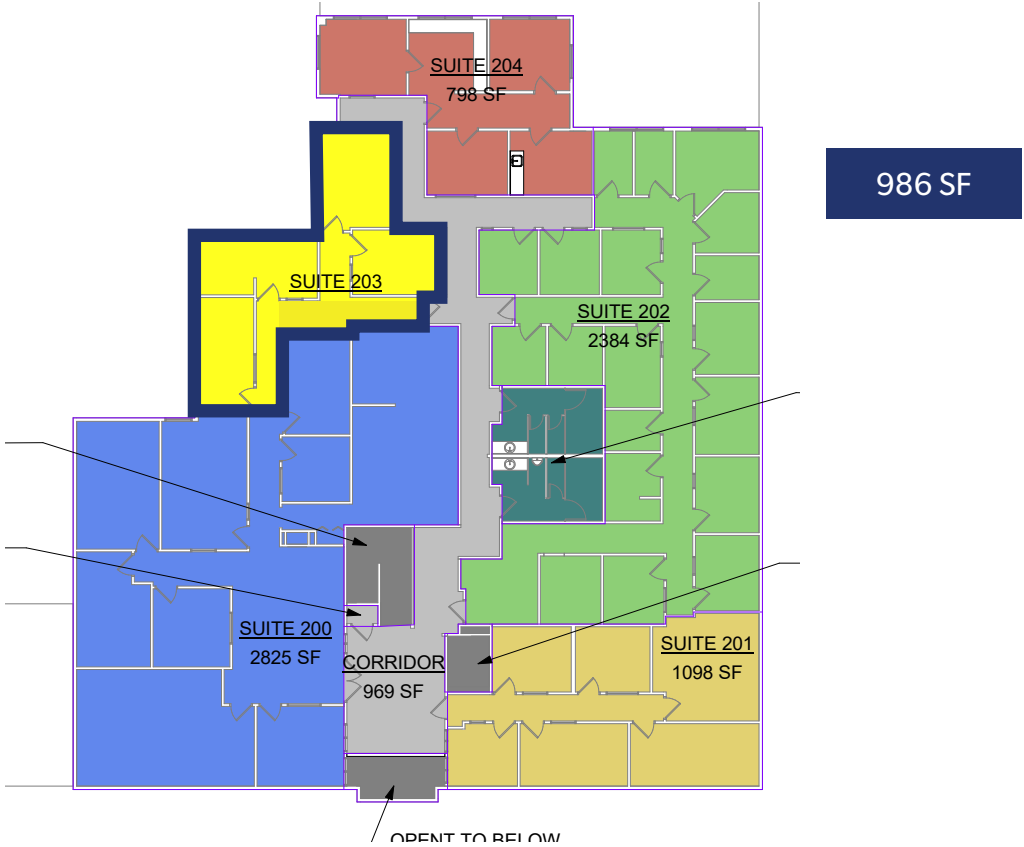 SUITE 204
798 SF
986 SF
SUITE 203
SUITE 202
2384 SF
SUITE 200
2825 SF
SUITE 201
1098 SF
CORRIDOR
969 SF
OPENT TO BELOW